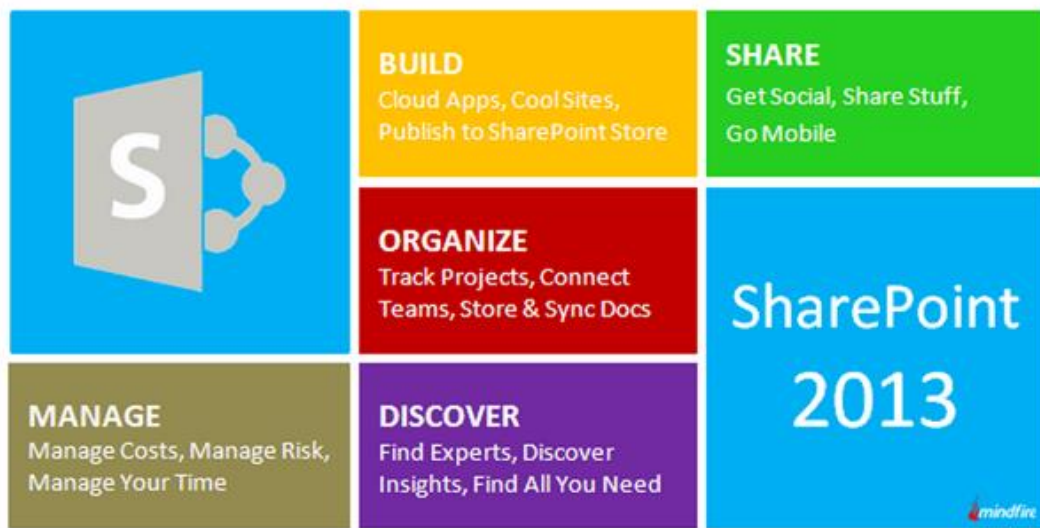 S
BUILD
Cloud Apps, Cool Sites,
Publish to SharePoint Store
SHARE
Get Social, Share Stuff,
Go Mobile
ORGANIZE
Track Projects, Connect
Teams, Store & Sync Docs
SharePoint
2013
MANAGE
Manage Costs, Manage Risk,
Manage Your Time
DISCOVER
Find Experts, Discover
Insights, Find All You Need
mindfire